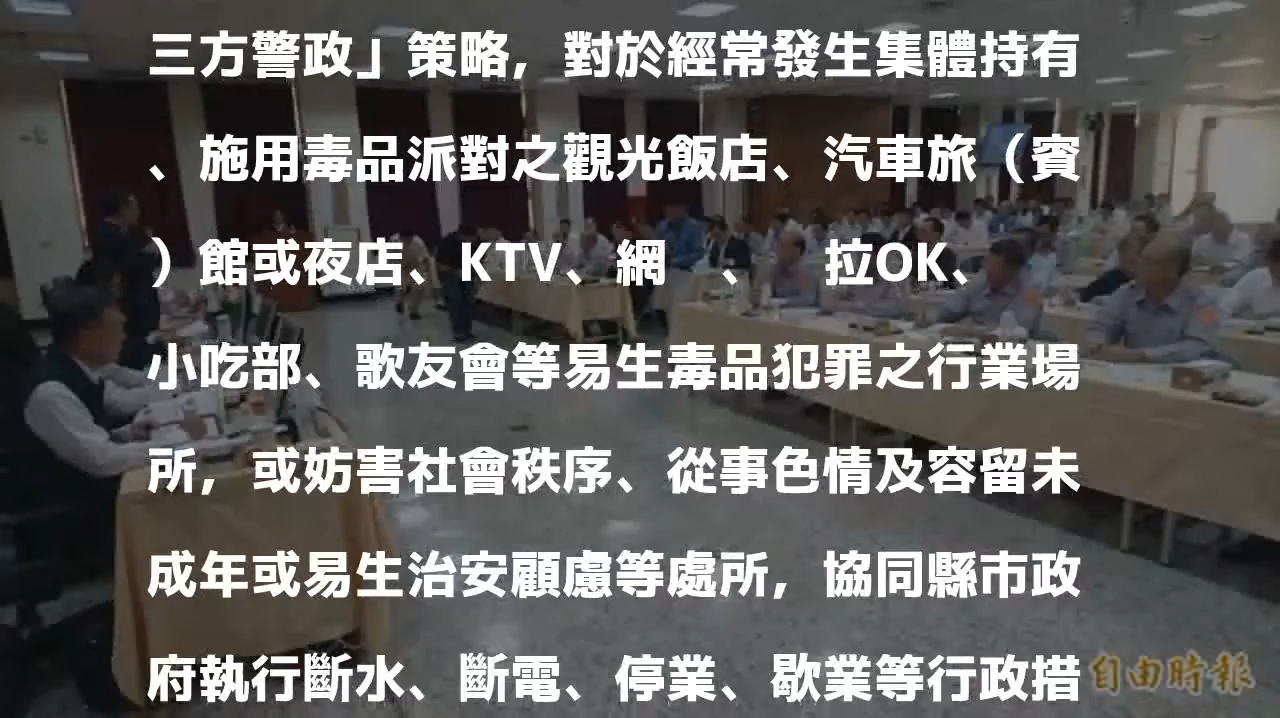 三方警政」策略，對於經常發生集體持有
、施用毒品派對之觀光飯店、汽車旅（賓
）館或夜店、KTV、網　、　拉OK、
小吃部、歌友會等易生毒品犯罪之行業場
所，或妨害社會秩序、從事色情及容留未
成年或易生治安顧慮等處所，協同縣市政
府執行斷水、斷電、停業、歇業等行政措
自由時報